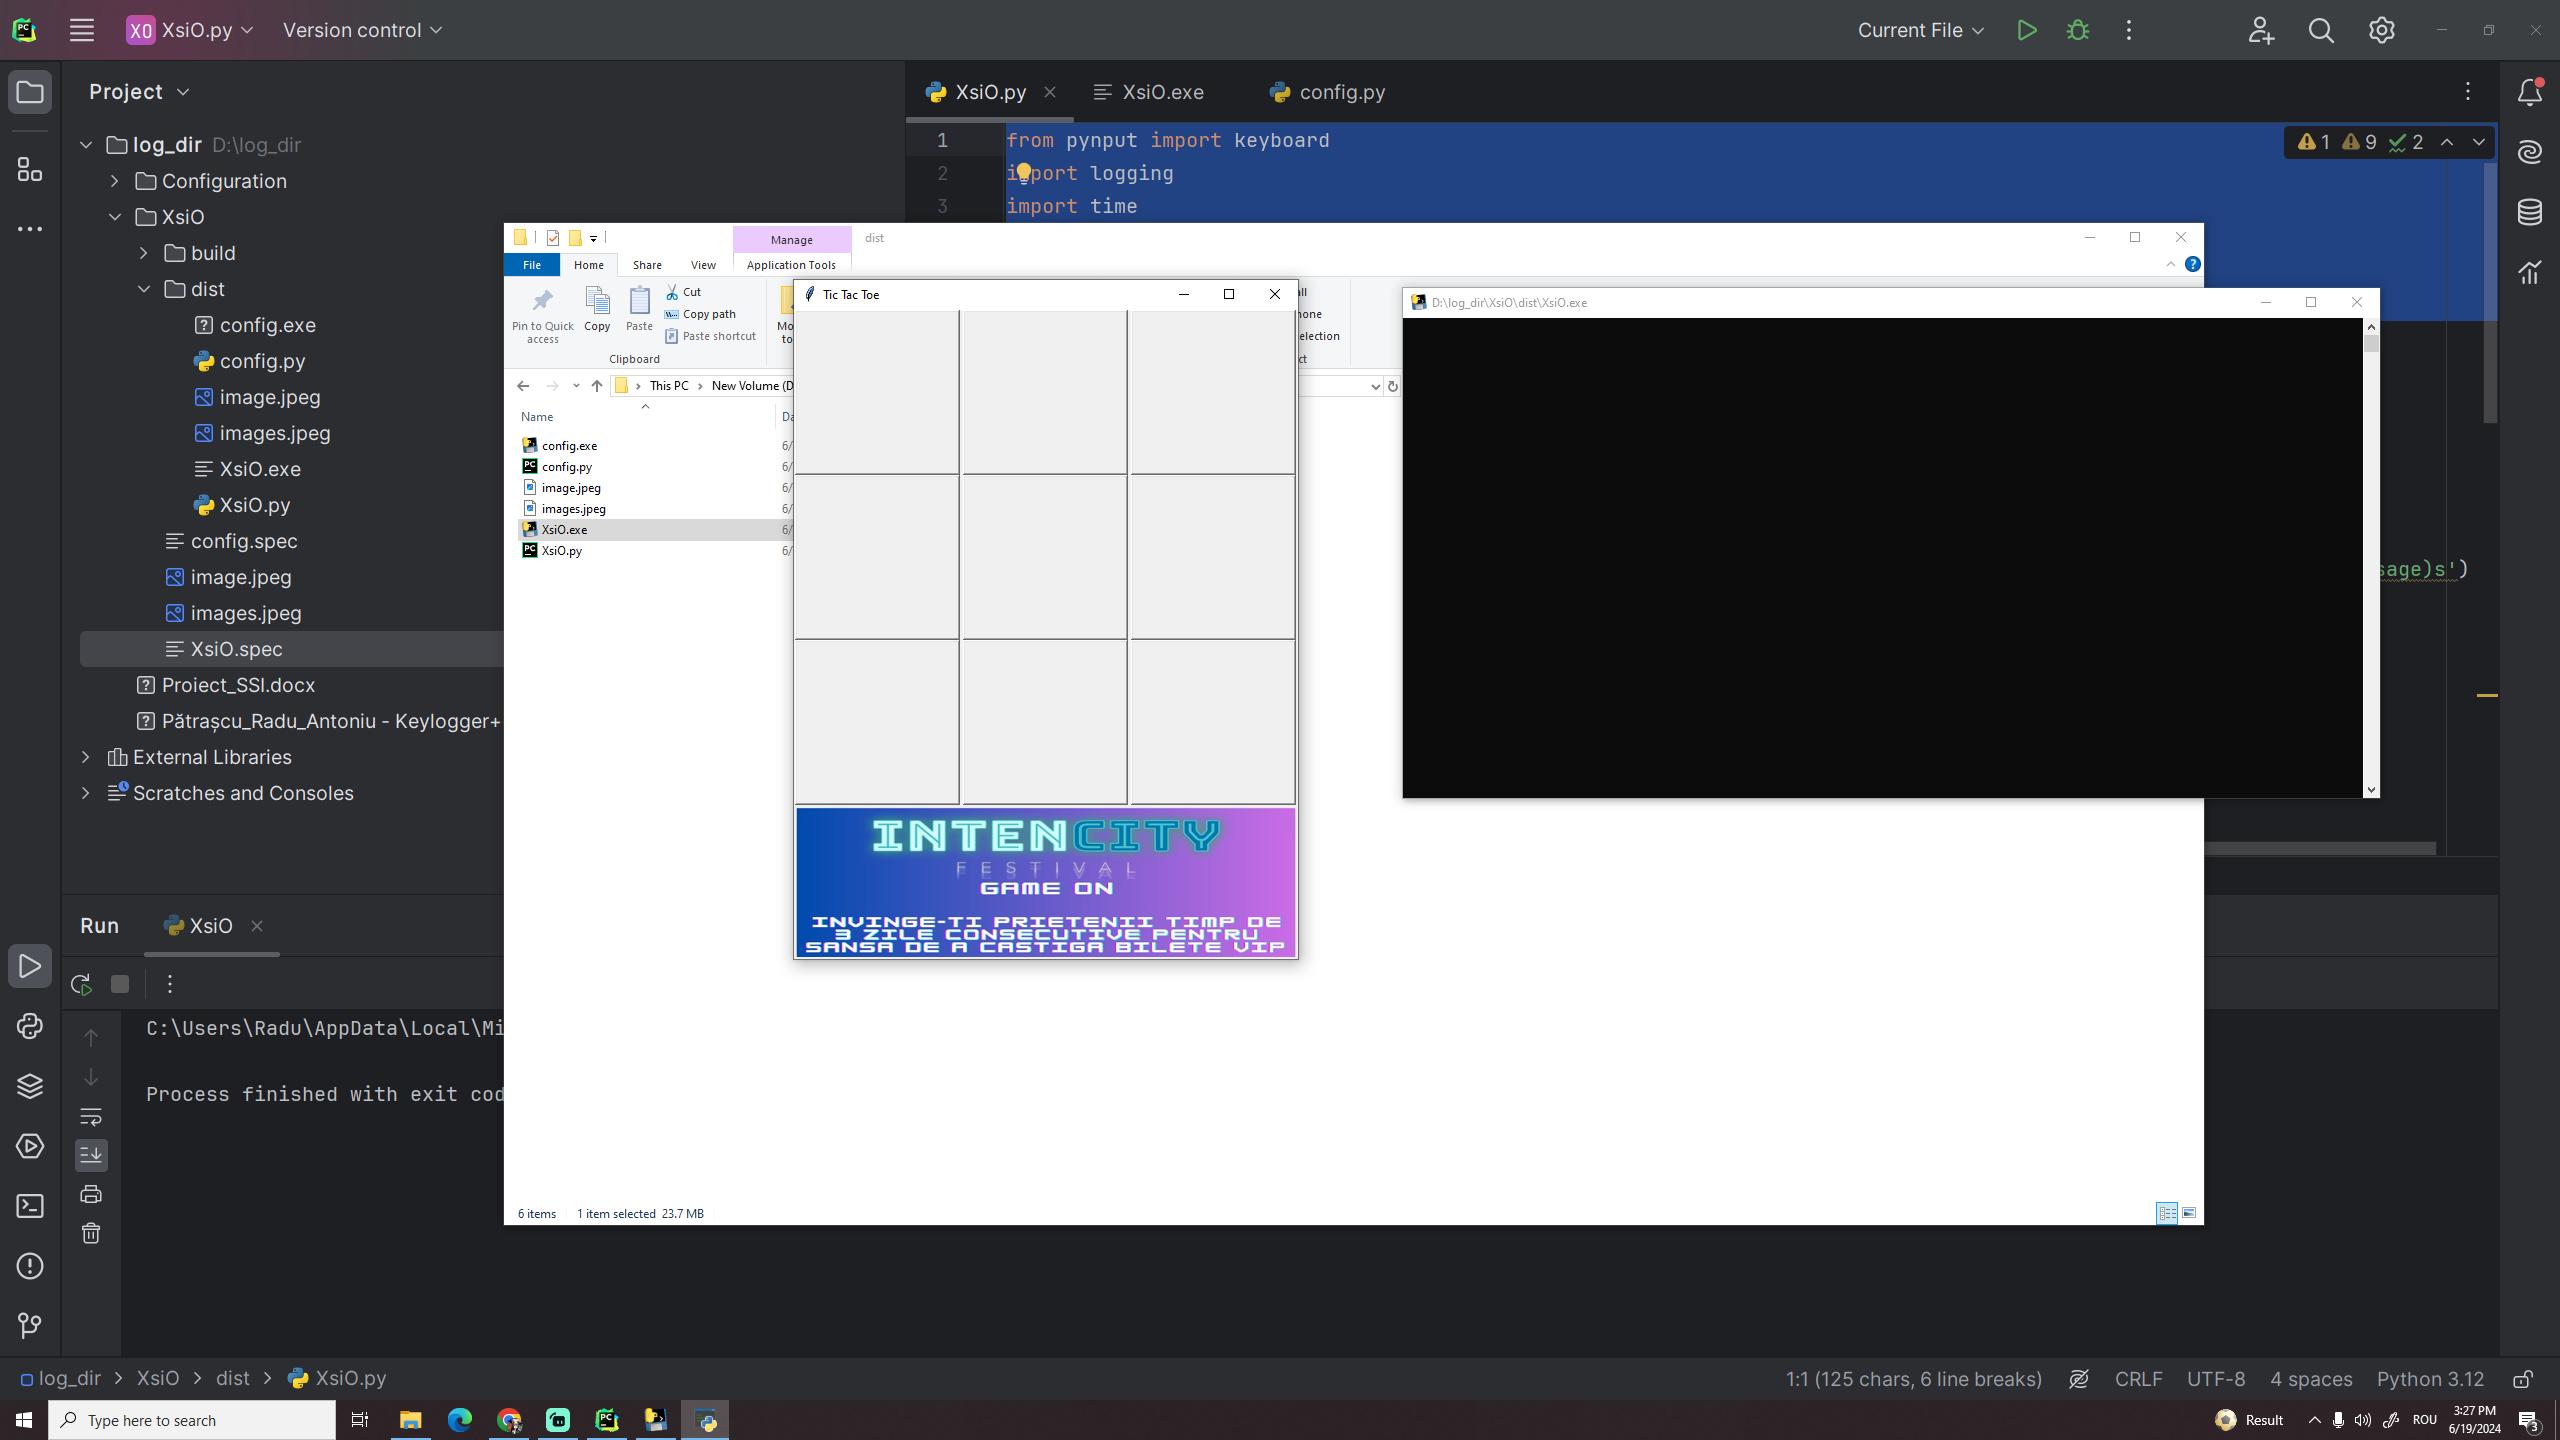 XO XsiO.py Version control Current File
Project
log_dir D:\log_dir
Configuration
XsiO
build
dist
config.exe
config.py
image.jpeg
images.jpeg
XsiO.exe
XsiO.py
config.spec
image.jpeg
images.jpeg
XsiO.spec
Proiect_SSI.docx
Pătrașcu_Radu_Antoniu - Keylogger+
External Libraries
Scratches and Consoles
XsiO.py XsiO.exe config.py
1 from pynput import keyboard
2 import logging
3 import time
1 9 2
sage)s')
Manage dist
File Home Share View Application Tools
Pin to Quick access
Copy
Paste
Cut
Copy path
Paste shortcut
Clipboard
This PC New Volume (D
Name
config.exe 6/
config.py 6/
image.jpeg 6/
images.jpeg 6/
XsiO.exe 6/
XsiO.py 6/
6 items 1 item selected 23.7 MB
Tic Tac Toe
INTENCITY
FESTIVAL
GAME ON
INVINGE-TI PRIETENII TIMP DE
3 ZILE CONSECUTIVE PENTRU
SANSA DE A CASTIGA BILETE VIP
D:\log_dir\XsiO\dist\XsiO.exe
Run XsiO
C:\Users\Radu\AppData\Local\Mi
Process finished with exit cod
log_dir > XsiO > dist > XsiO.py
1:1 (125 chars, 6 line breaks) CRLF UTF-8 4 spaces Python 3.12
Type here to search
Result ROU 3:27 PM
6/19/2024
3